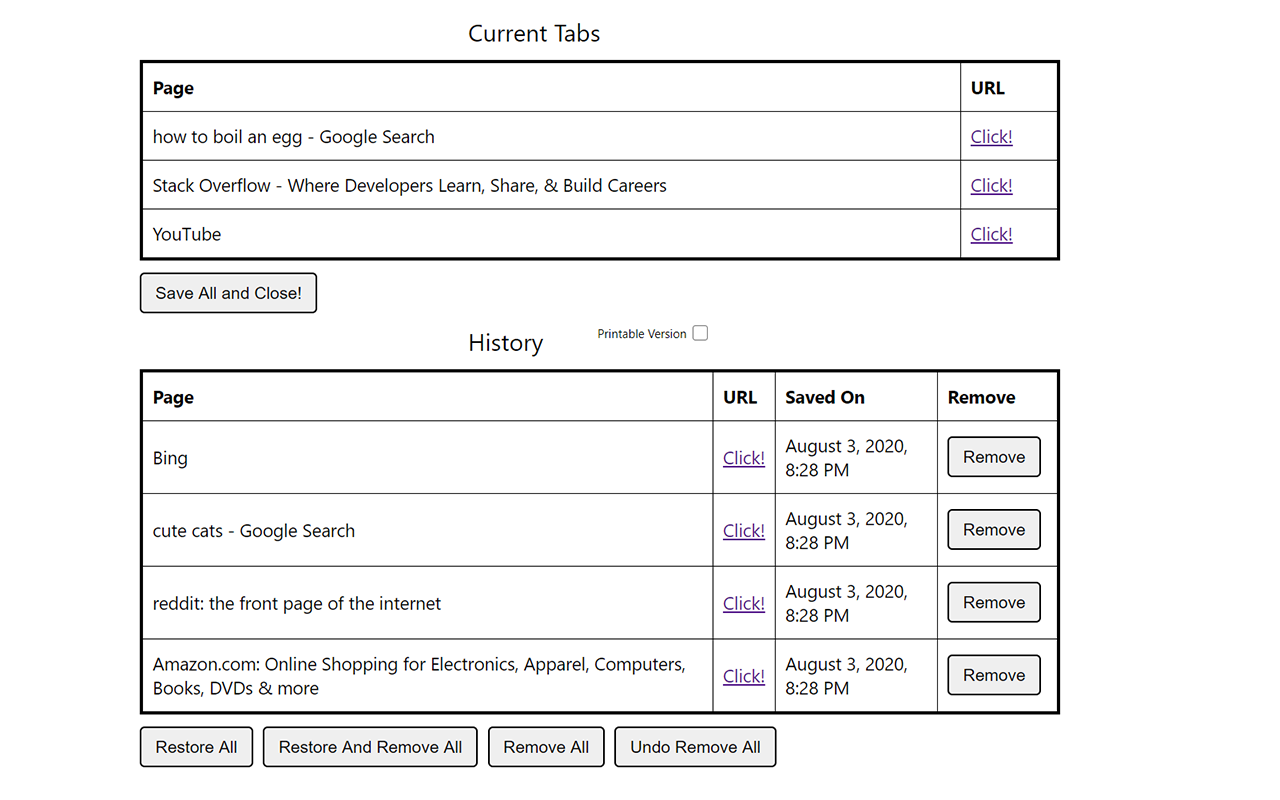 Current Tabs
Page URL
how to boil an egg - Google Search Click!
Stack Overflow - Where Developers Learn, Share, & Build Careers Click!
YouTube Click!
Save All and Close!
History Printable Version
Page URL Saved On Remove
Bing Click! August 3, 2020,
8:28 PM Remove
cute cats - Google Search Click! August 3, 2020,
8:28 PM Remove
reddit: the front page of the internet Click! August 3, 2020,
8:28 PM Remove
Amazon.com: Online Shopping for Electronics, Apparel, Computers,
Books, DVDs & more Click! August 3, 2020,
8:28 PM Remove
Restore All Restore And Remove All Remove All Undo Remove All